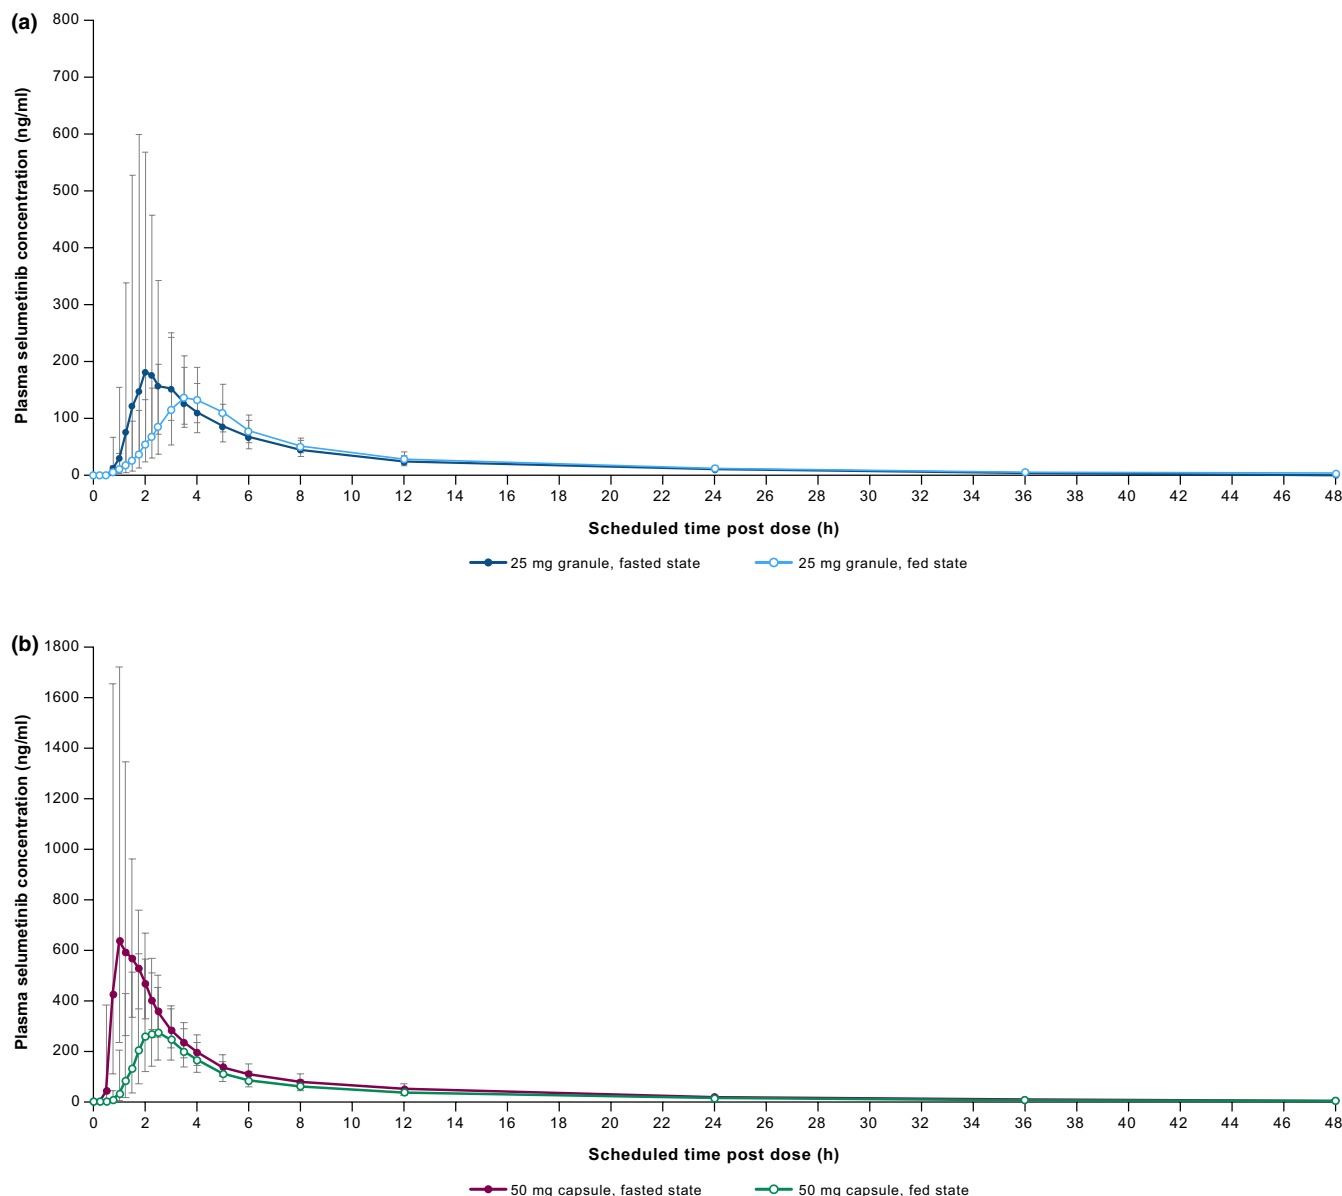 (a)
Plasma selumetinib concentration (ng/ml)
800
700
600
500
400
300
200
100
0
0 2 4 6 8 10 12 14 16 18 20 22 24 26 28 30 32 34 36 38 40 42 44 46 48
Scheduled time post dose (h)
25 mg granule, fasted state 25 mg granule, fed state
(b)
Plasma selumetinib concentration (ng/ml)
1800
1600
1400
1200
1000
800
600
400
200
0
0 2 4 6 8 10 12 14 16 18 20 22 24 26 28 30 32 34 36 38 40 42 44 46 48
Scheduled time post dose (h)
50 mg capsule, fasted state 50 mg capsule, fed state